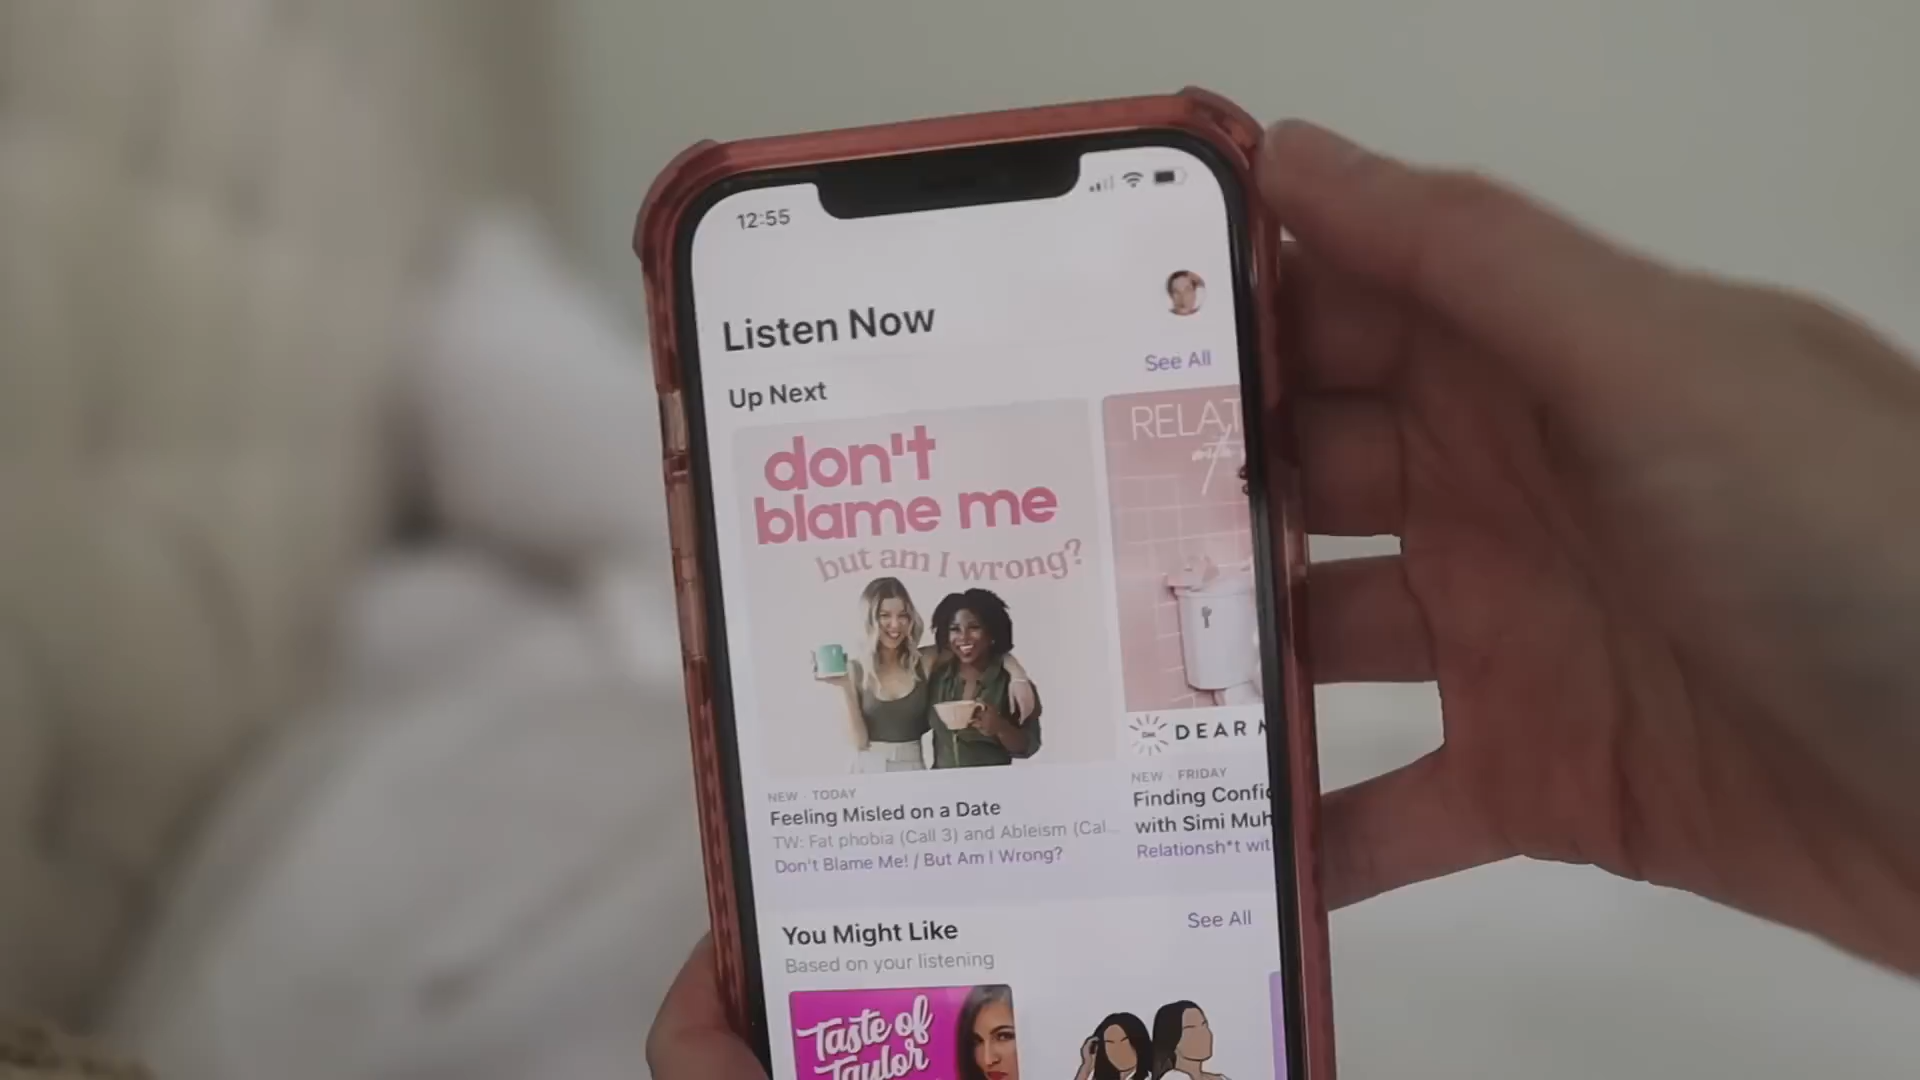 12:55
Listen Now
See All
Up Next
don't
blame me
but am I wrong?
RELAT
with
DEAR
NEW · TODAY
Feeling Misled on a Date
TW: Fat phobia (Call 3) and Ableism (Cal...
Don't Blame Me! / But Am I Wrong?
NEW · FRIDAY
Finding Confi
with Simi Muh
Relationsh*t wit
You Might Like
See All
Based on your listening
Taste of
Taylor